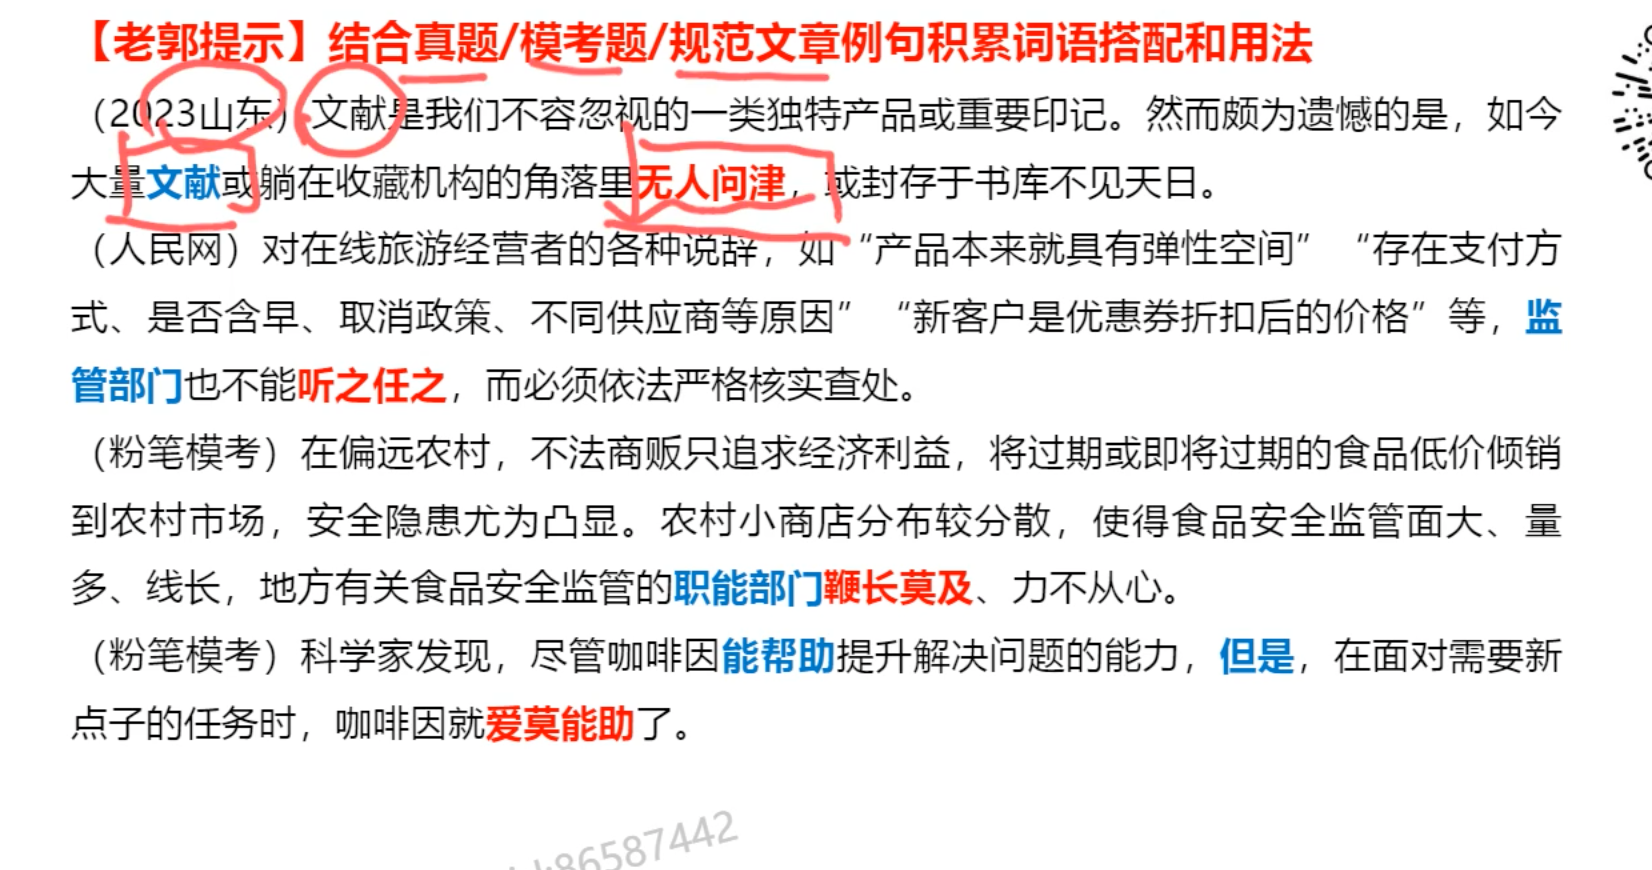 【老郭提示】结合真题/模考题/规范文章例句积累词语搭配和用法
（2023山东）文献是我们不容忽视的一类独特产品或重要印记。然而颇为遗憾的是，如今
大量文献或躺在收藏机构的角落里无人问津，或封存于书库不见天日。
（人民网）对在线旅游经营者的各种说辞，如“产品本来就具有弹性空间”“存在支付方
式、是否含早、取消政策、不同供应商等原因”“新客户是优惠券折扣后的价格”等，监
管部门也不能听之任之，而必须依法严格核实查处。
（粉笔模考）在偏远农村，不法商贩只追求经济利益，将过期或即将过期的食品低价倾销
到农村市场，安全隐患尤为凸显。农村小商店分布较分散，使得食品安全监管面大、量
多、线长，地方有关食品安全监管的职能部门鞭长莫及、力不从心。
（粉笔模考）科学家发现，尽管咖啡因能帮助提升解决问题的能力，但是，在面对需要新
点子的任务时，咖啡因就爱莫能助了。
86587442